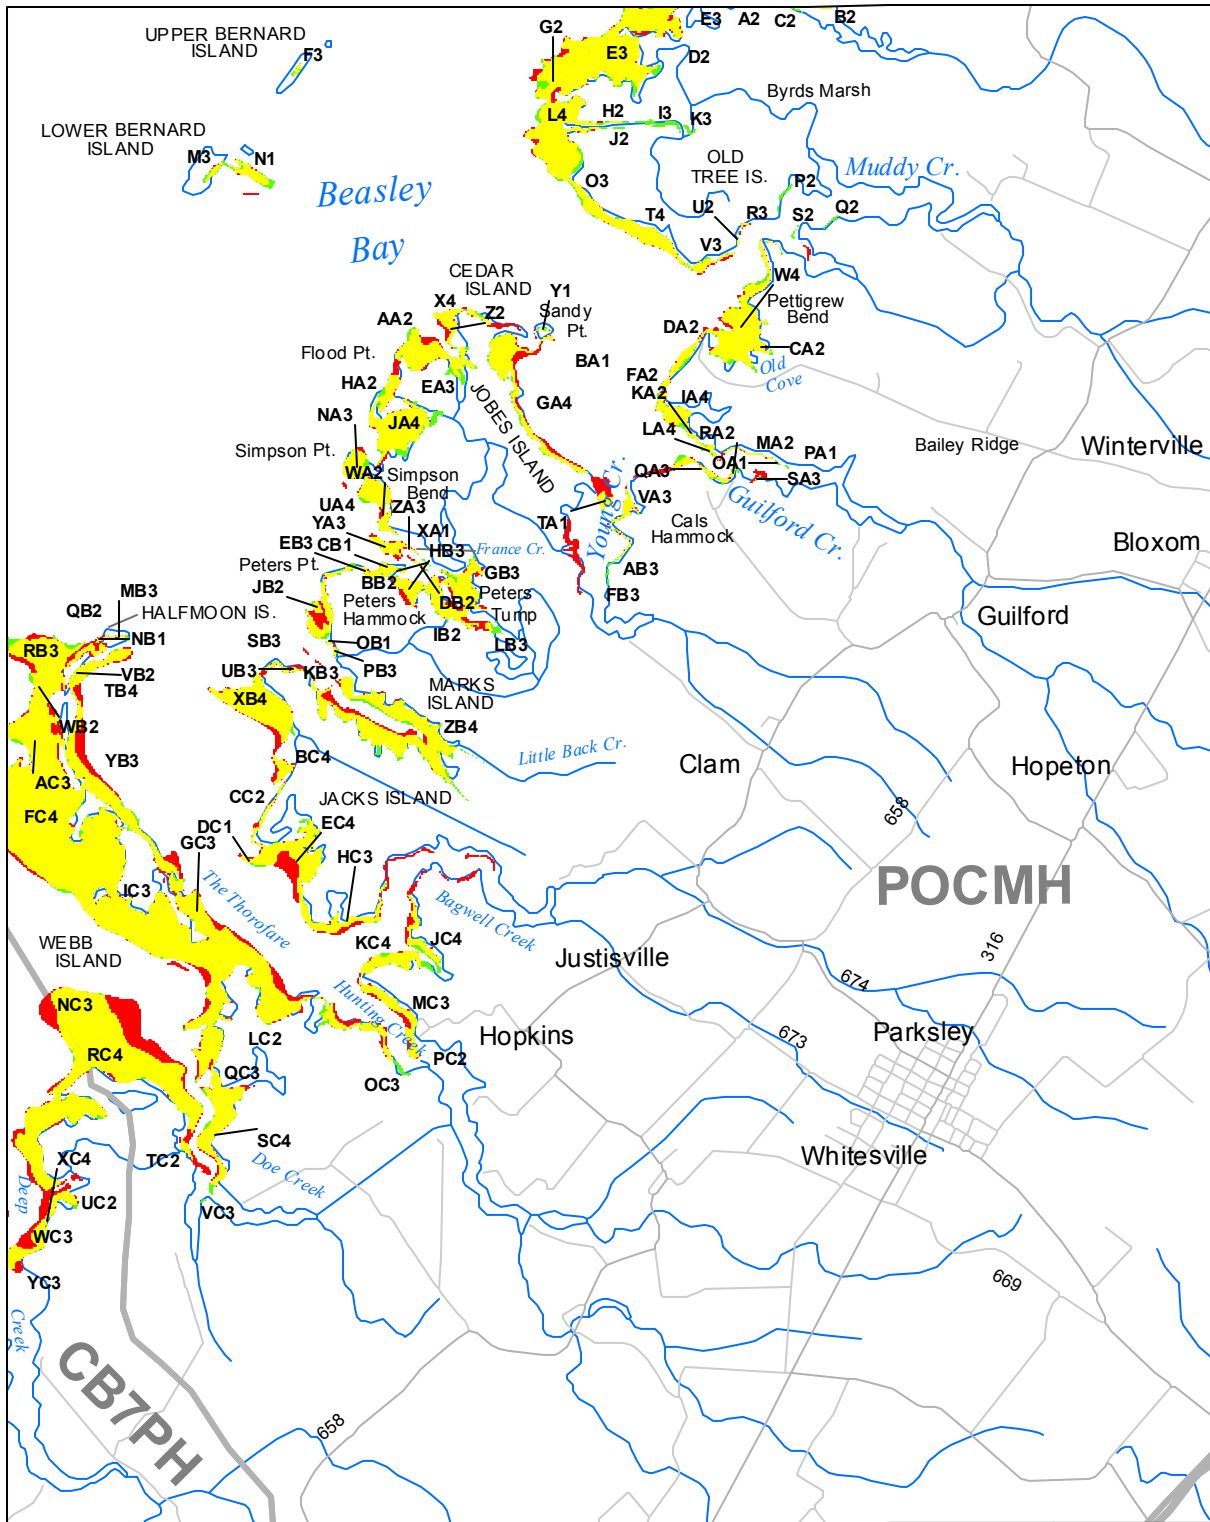 G2
E3
A2
C2
B2
UPPER BERNARD
ISLAND
F3
E3
D2
Byrds Marsh
L4
H2
I3
K3
J2
LOWER BERNARD
ISLAND
M3
N1
OLD
TREE IS.
Muddy Cr.
Beasley
Bay
O3
P2
U2
R3
S2
Q2
T4
V3
CEDAR
ISLAND
W4
Pettigrew
Bend
X4
Z2
Y1
Sandy
Pt.
AA2
DA2
CA2
Old
Cove
Flood Pt.
BA1
HA2
EA3
JOBES ISLAND
GA4
FA2
KA2
IA4
NA3
JA4
LA4
RA2
MA2
PA1
Bailey Ridge
Winterville
Simpson Pt.
WA2
Simpson
Bend
QA3
OA1
SA3
Guilford Cr.
UA4
ZA3
YA3
XA1
TA1
Young Cr.
VA3
Cals
Hammock
Bloxom
EB3
CB1
HB3
France Cr.
Peters Pt.
BB2
GB3
AB3
JB2
Peters
Hammock
DB2
Peters
Tump
FB3
MB3
QB2
HALFMOON IS.
IB2
Guilford
NB1
SB3
OB1
LB3
RB3
VB2
TB4
UB3
KB3
PB3
XB4
MARKS
ISLAND
WB2
ZB4
YB3
BC4
Little Back Cr.
Clam
Hopeton
AC3
CC2
JACKS ISLAND
658
FC4
DC1
EC4
GC3
HC3
POCMH
IC3
The Thorofare
Bagwell Creek
WEBB
ISLAND
KC4
JC4
Justisville
316
674
NC3
Hunting Creek
MC3
LC2
Hopkins
673
Parksley
RC4
QC3
PC2
OC3
SC4
XC4
TC2
Doe Creek
Whitesville
Deep
UC2
VC3
WC3
YC3
669
Creek
CB7PH
658